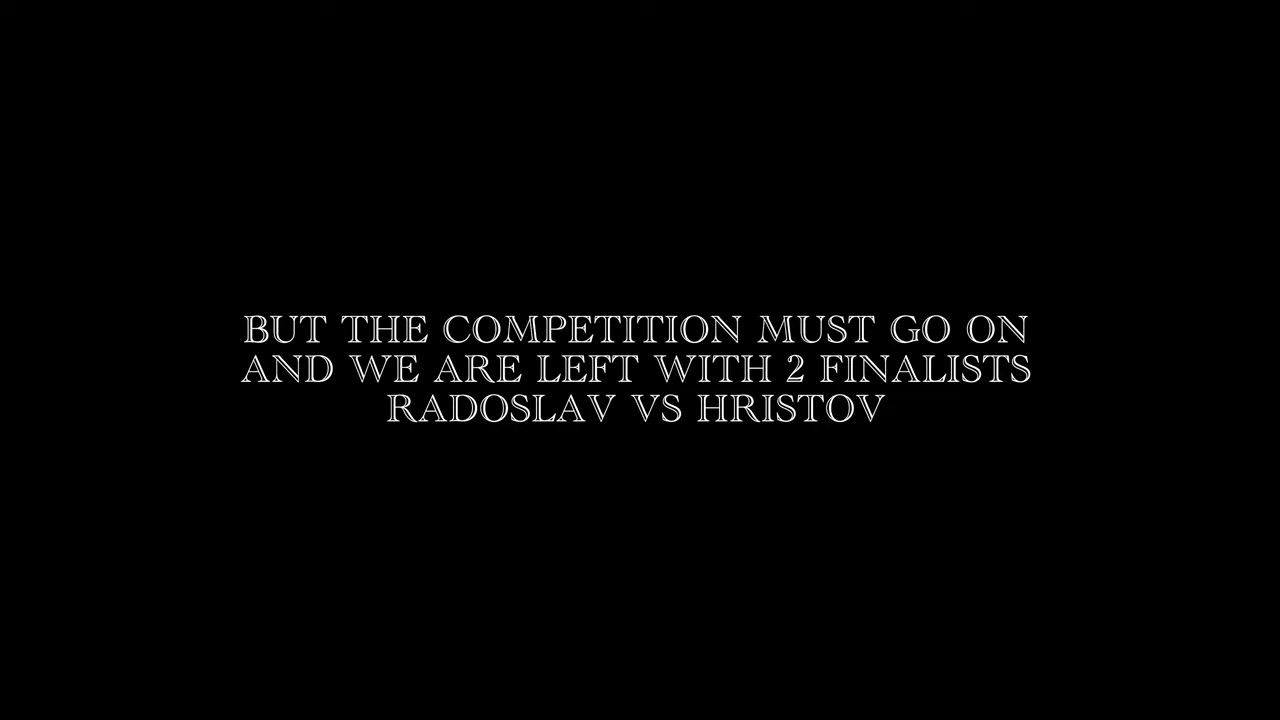 BUT THE COMPETITION MUST GO ON
AND WE ARE LEFT WITH 2 FINALISTS
RADOSLAV VS HRISTOV